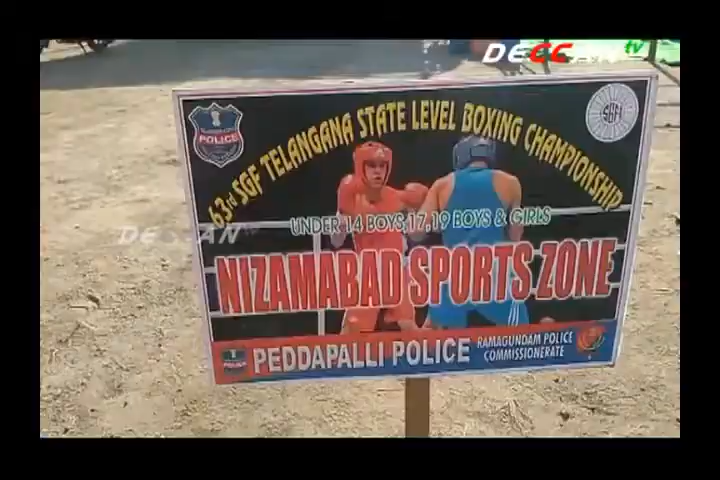 DECCAN tv
63rd SGF TELANGANA STATE LEVEL BOXING CHAMPIONSHIP
POLICE
SGFI
UNDER 14 BOYS,17,19 BOYS & GIRLS
DECCAN
NIZAMABAD SPORTS ZONE
PEDDAPALLI POLICE
RAMAGUNDAM POLICE
COMMISSIONERATE